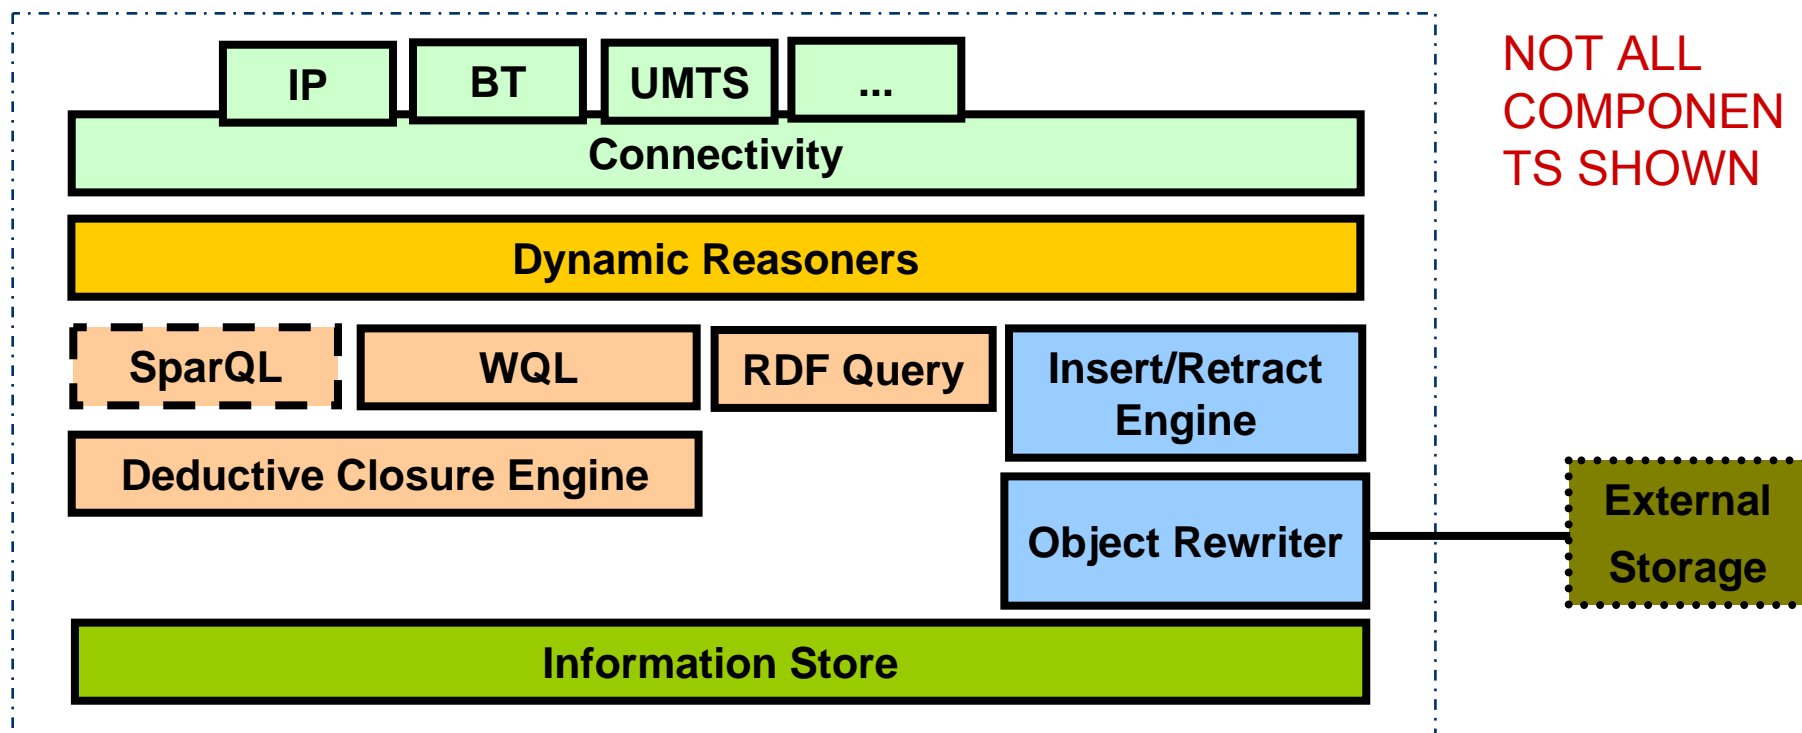 IP
BT
UMTS
...
NOT ALL
COMPONEN
TS SHOWN
Connectivity
Dynamic Reasoners
SparQL
WQL
RDF Query
Insert/Retract
Engine
Deductive Closure Engine
Object Rewriter
External
Storage
Information Store